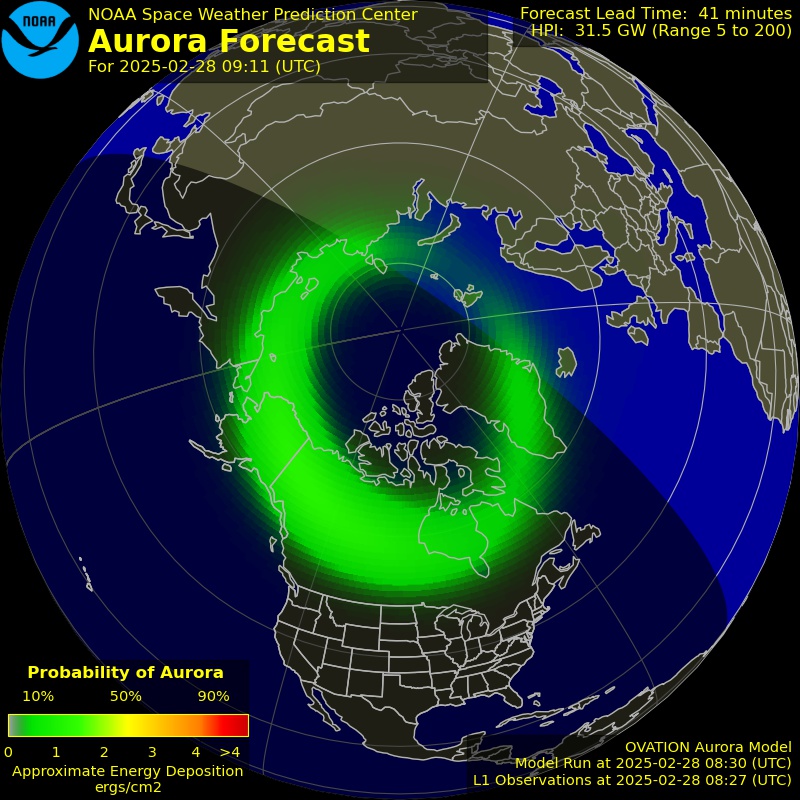 NOAA
NOAA Space Weather Prediction Center
Aurora Forecast
For 2025-02-28 09:11 (UTC)
Forecast Lead Time: 41 minutes
HPI: 31.5 GW (Range 5 to 200)
Probability of Aurora
10% 50% 90%
0 1 2 3 4 >4
Approximate Energy Deposition
ergs/cm2
OVATION Aurora Model
Model Run at 2025-02-28 08:30 (UTC)
L1 Observations at 2025-02-28 08:27 (UTC)